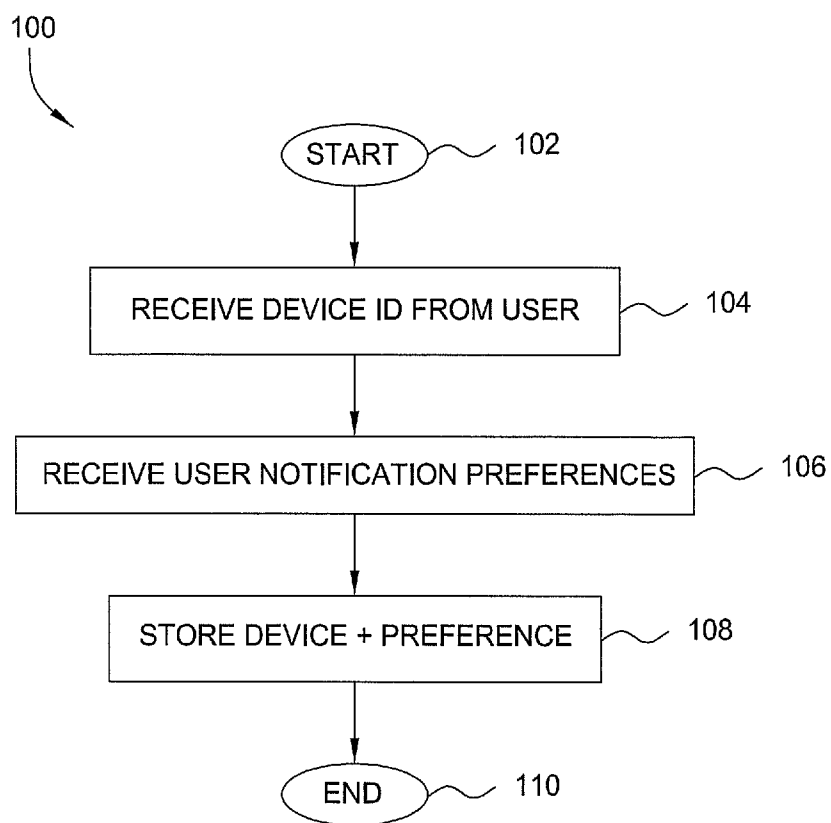 100
START
102
RECEIVE DEVICE ID FROM USER
104
RECEIVE USER NOTIFICATION PREFERENCES
106
STORE DEVICE + PREFERENCE
108
END
110